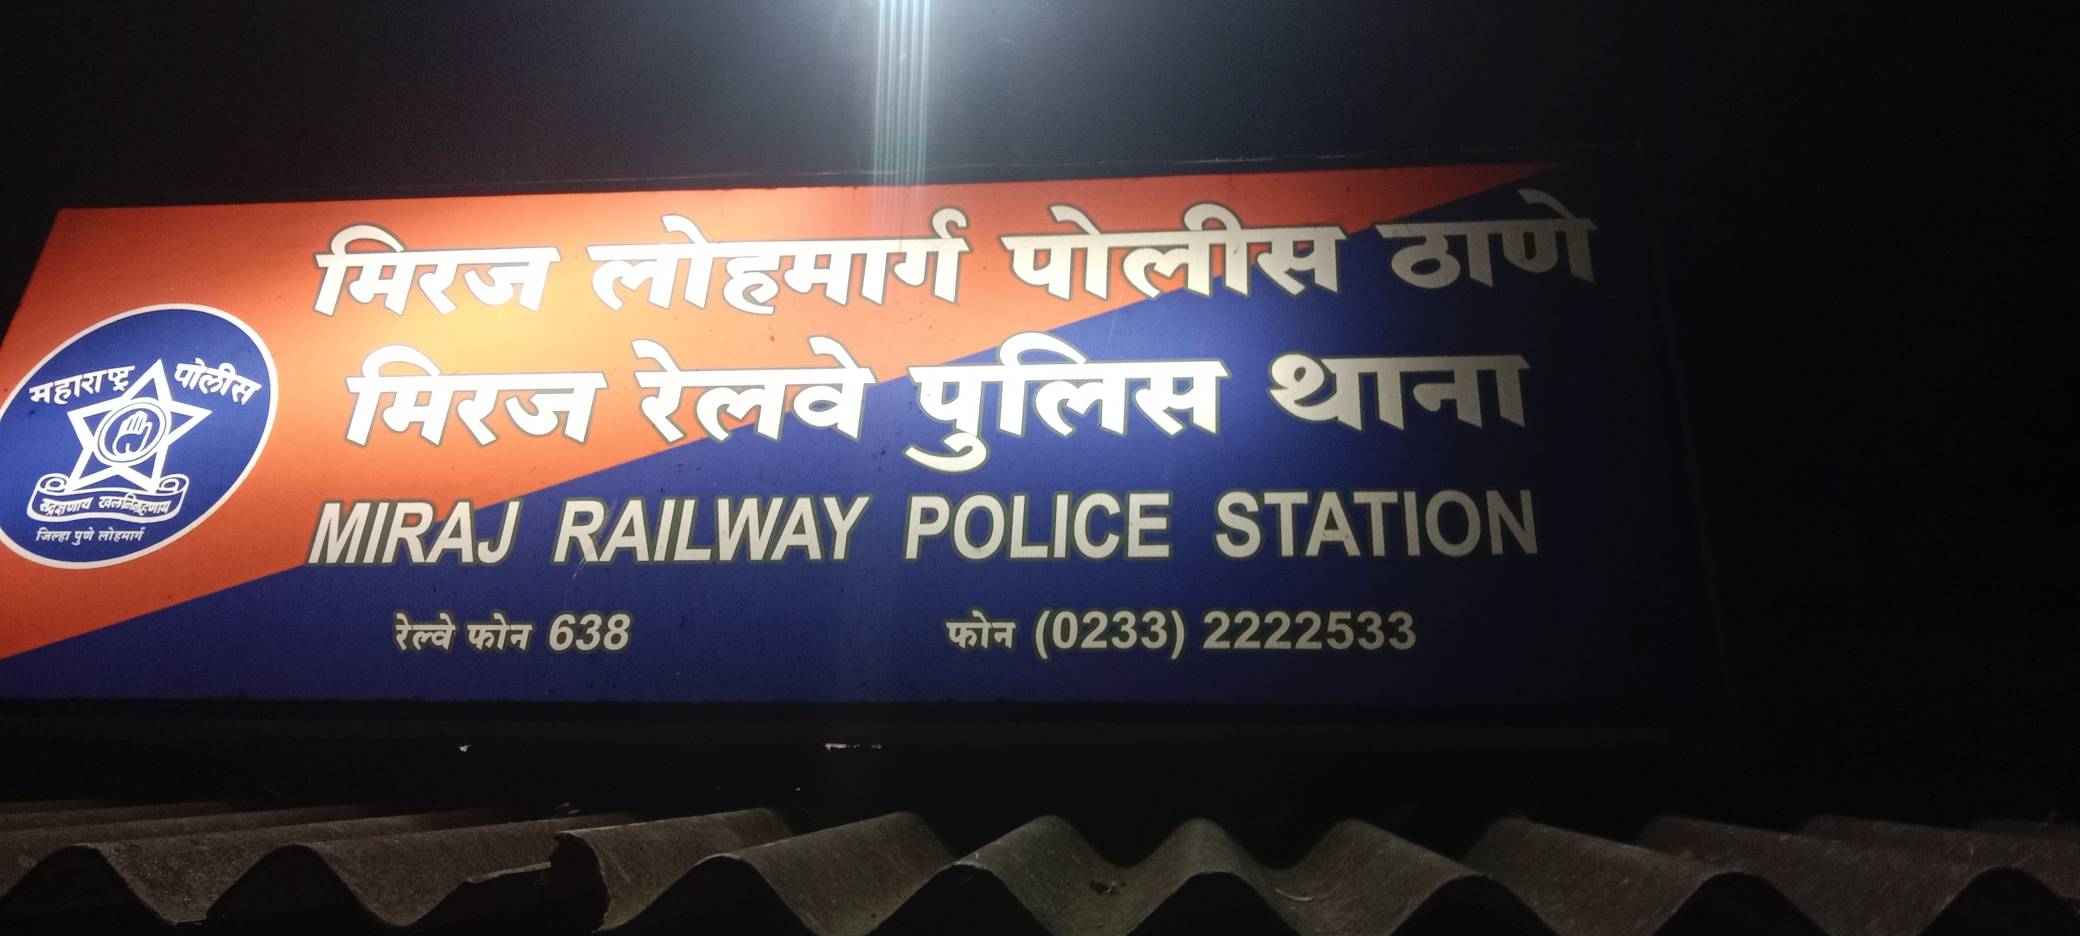 मिरज लोहमार्ग पोलीस ठाणे
मिरज रेलवे पुलिस थाना
MIRAJ RAILWAY POLICE STATION
रेल्वे फोन 638
फोन (0233) 2222533
महाराष्ट्र पोलीस
सद्रक्षणाय खलनिग्रहणाय
जिल्हा पुणे लोहमार्ग